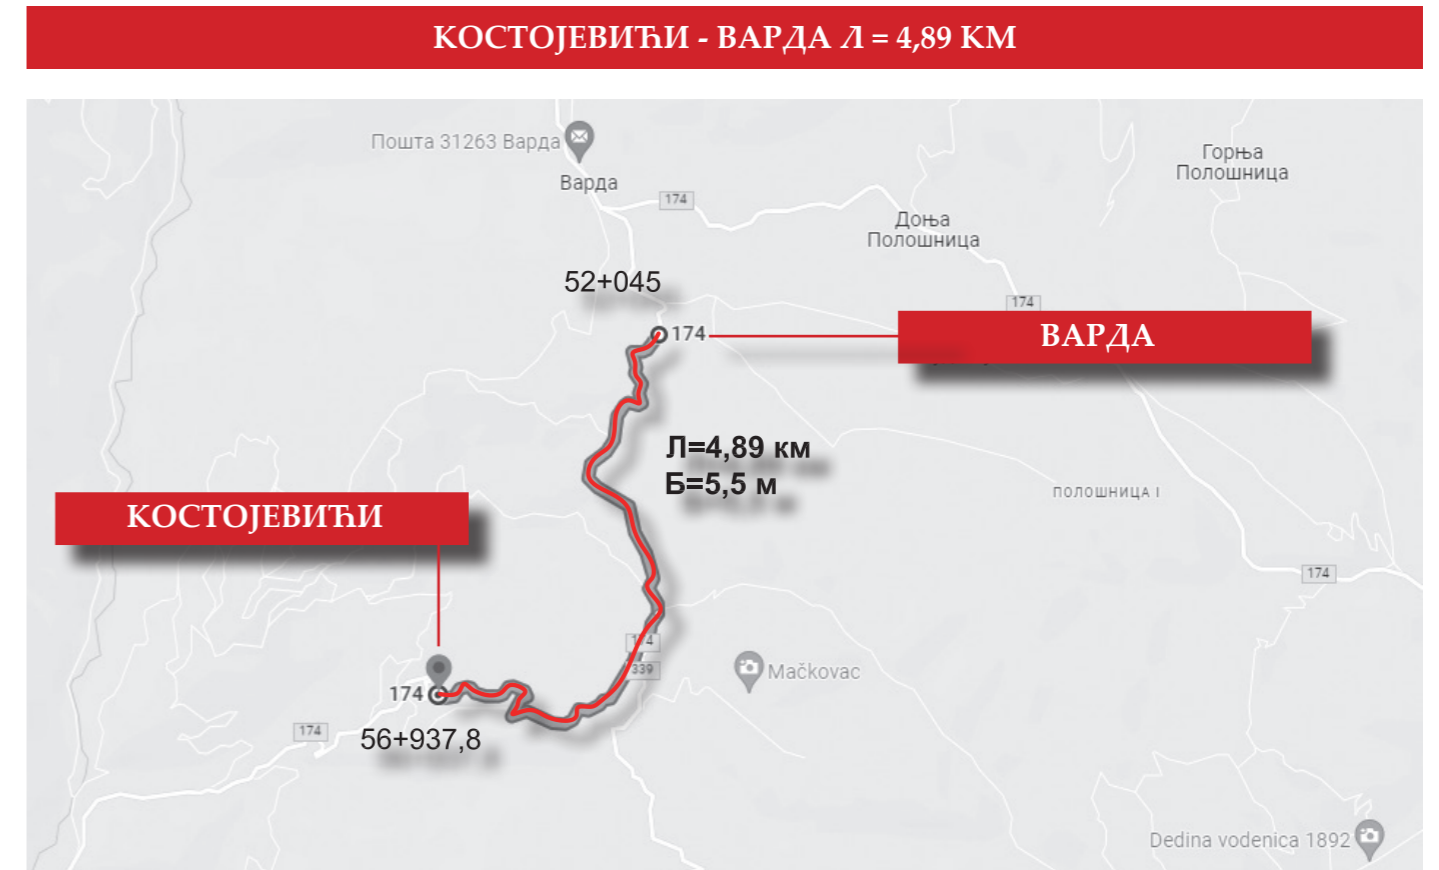 КОСТОЈЕВИЋИ - ВАРДА Л = 4,89 КМ
Пошта 31263 Варда
Варда
174
Горња
Полошница
Доња
Полошница
52+045
174
174
ВАРДА
Л=4,89 км
Б=5,5 м
ПОЛОШНИЦА I
КОСТОЈЕВИЋИ
174
174
339
Mačkovac
174
174
56+937,8
Dedina vodenica 1892